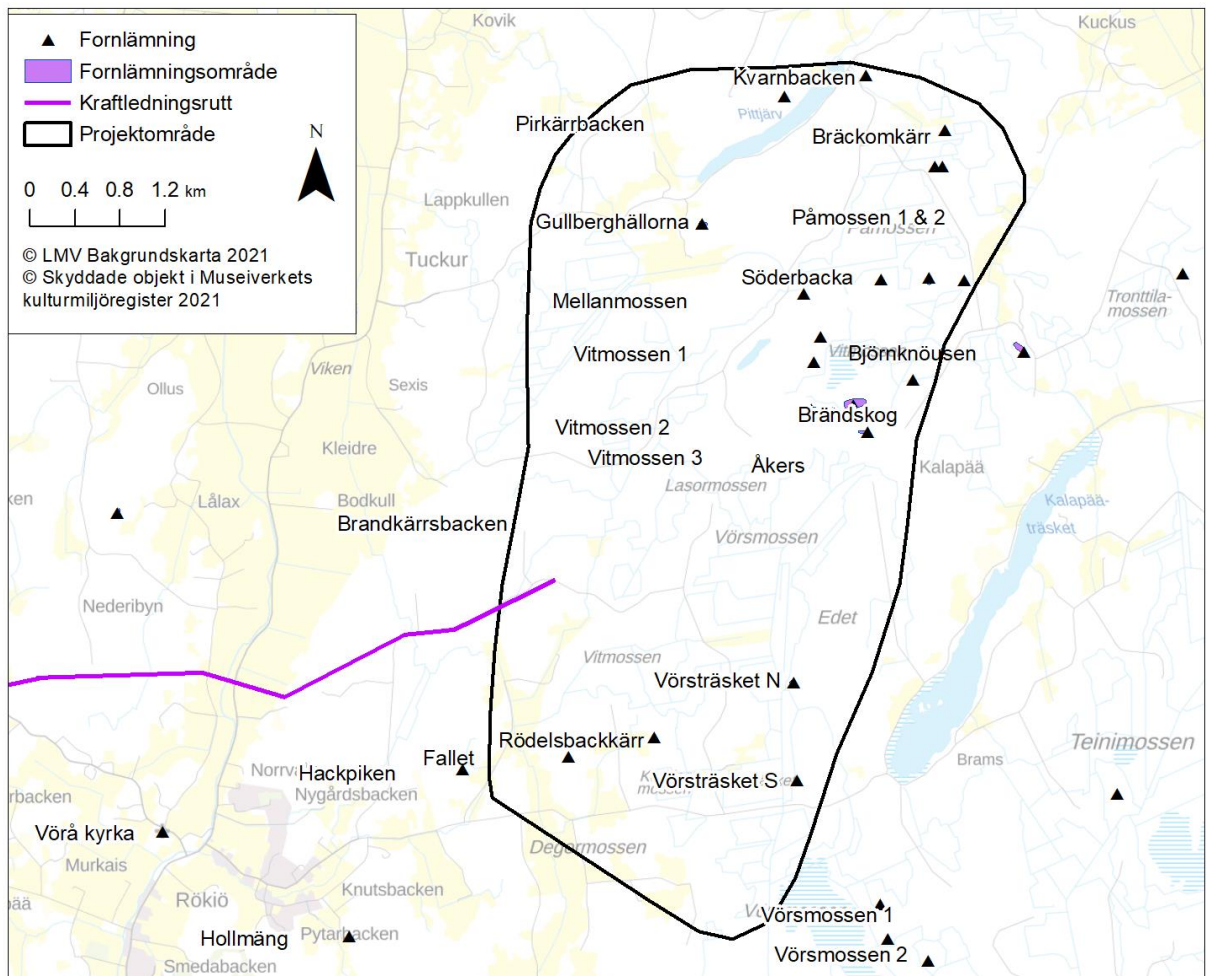 Fornlämning
Fornlämningsområde
Kraftledningsrutt
Projektområde
N
0 0.4 0.8 1.2 km
© LMV Bakgrundskarta 2021
© Skyddade objekt i Museiverkets
kulturmiljöregister 2021
Kovik
Kuckus
Kvarnbacken
Pittjärv
Pirkärrbacken
Bräckomkärr
Lappkullen
Gullberghällorna
Påmossen 1 & 2
Påmossen
Tuckur
Söderbacka
Mellanmossen
Tronttila-
mossen
Vitmossen 1
Björnknöusen
Viken
Ollus
Sexis
Brändskog
Vitmossen 2
Kleidre
Vitmossen 3
Åkers
Kalapää
Lasormossen
Lålax
Bodkull
Kalapää-
träsket
Brandkärrsbacken
Vörsmossen
Nederibyn
Edet
Vitmossen
Vörsträsket N
Rödelsbackkärr
Teinimossen
Fallet
Brams
Hackpiken
Vörsträsket S
Nygårdsbacken
Vörå kyrka
Degermossen
Murkais
Knutsbacken
Rökiö
Vörsmossen 1
Hollmäng
Pytarbacken
Vörsmossen 2
Smedabacken